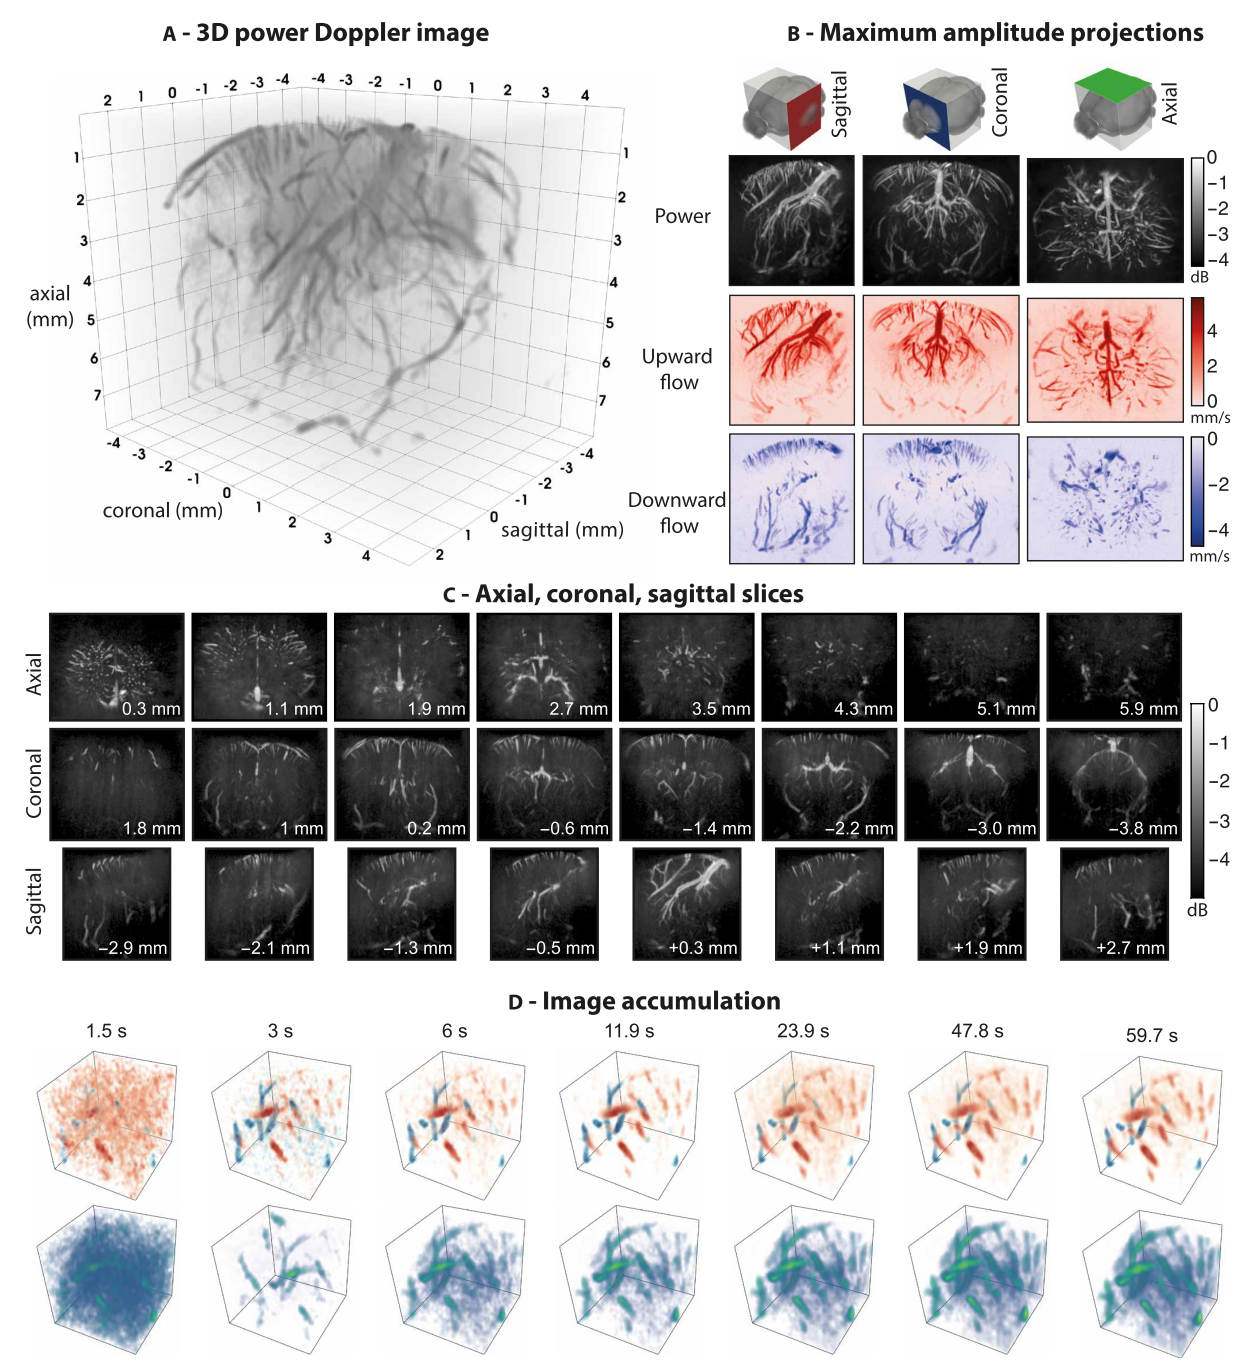 A - 3D power Doppler image
2 1 0 -1 -2 -3 -4 -4 -3 -2 -1 0 1 2 3 4
1
2
3
4
5
6
7
1
2
3
4
5
6
7
axial
(mm)
-4 -3 -2 -1 0 1 2 3 4
coronal (mm)
-4 -3 -2 -1 0 1 2
sagittal (mm)
B - Maximum amplitude projections
Sagittal
Coronal
Axial
Power
0
−1
−2
−3
−4
dB
Upward
flow
4
2
0
mm/s
Downward
flow
0
−2
−4
mm/s
C - Axial, coronal, sagittal slices
Axial
0.3 mm 1.1 mm 1.9 mm 2.7 mm 3.5 mm 4.3 mm 5.1 mm 5.9 mm
Coronal
1.8 mm 1 mm 0.2 mm −0.6 mm −1.4 mm −2.2 mm −3.0 mm −3.8 mm
Sagittal
−2.9 mm −2.1 mm −1.3 mm −0.5 mm +0.3 mm +1.1 mm +1.9 mm +2.7 mm
0
−1
−2
−3
−4
dB
D - Image accumulation
1.5 s 3 s 6 s 11.9 s 23.9 s 47.8 s 59.7 s